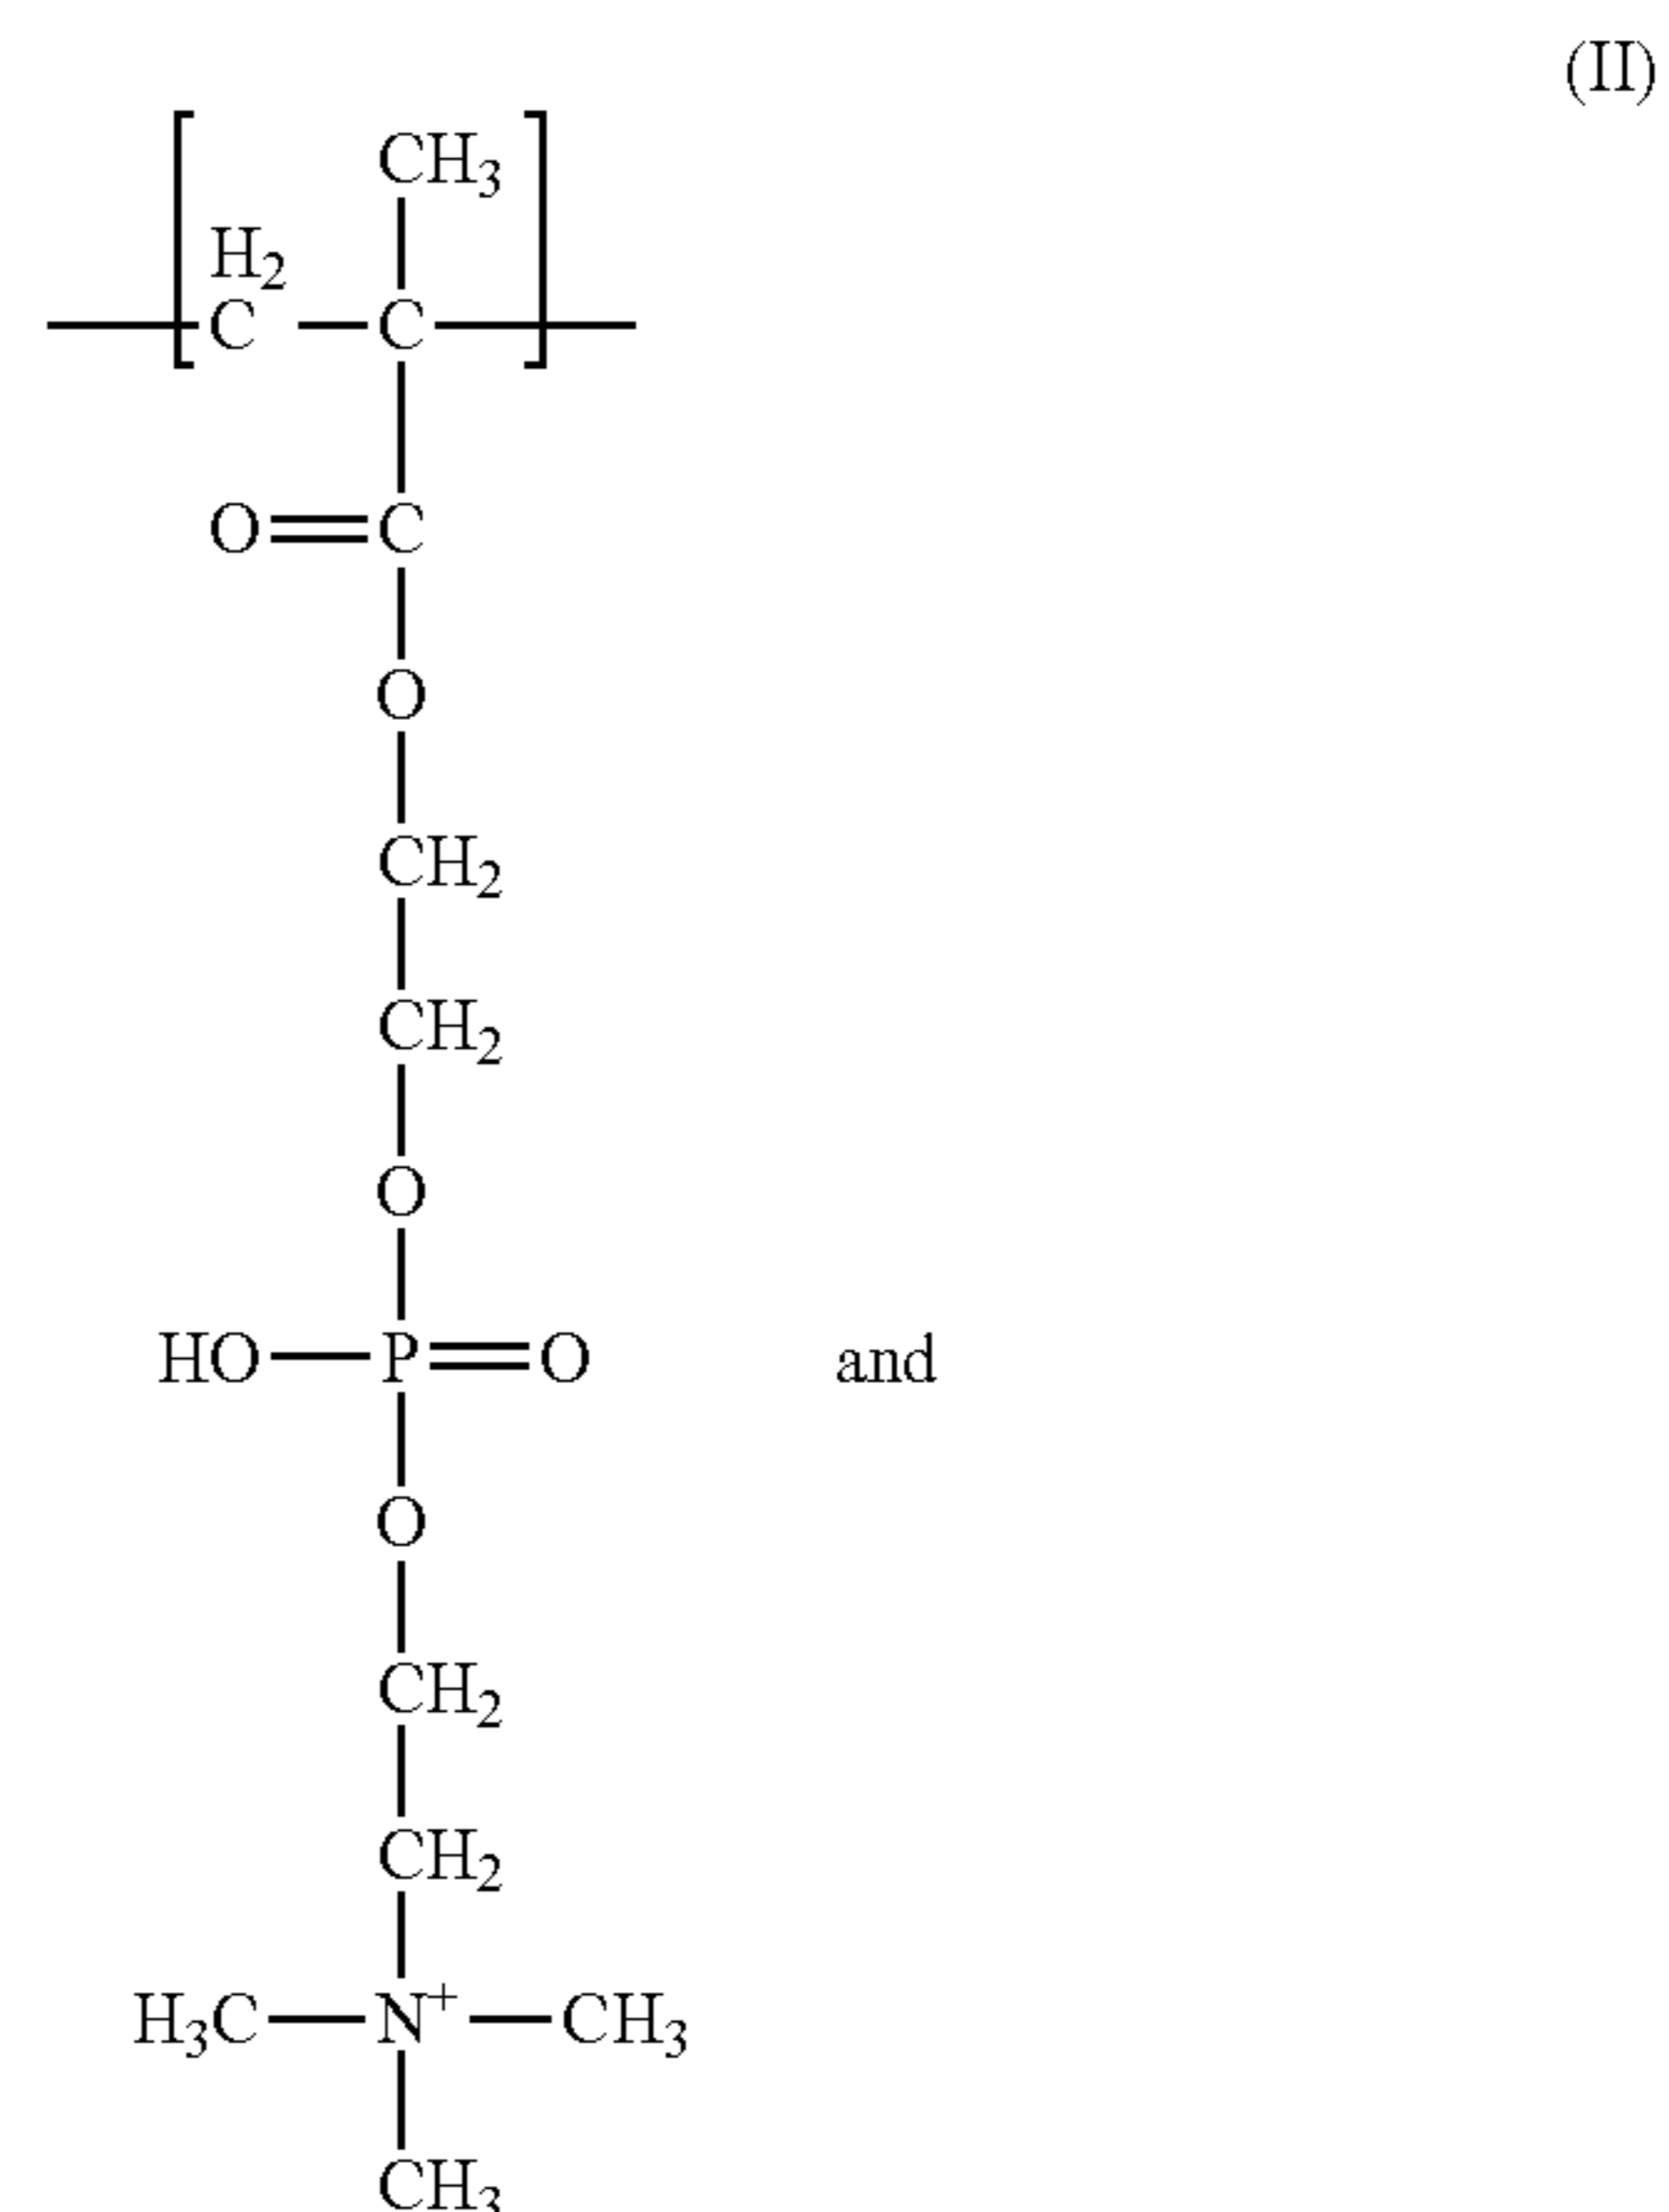 (II)
CH3
H2
C C
O C
O
CH2
CH2
O
HO P O and
O
CH2
CH2
H3C N+ CH3
CH3